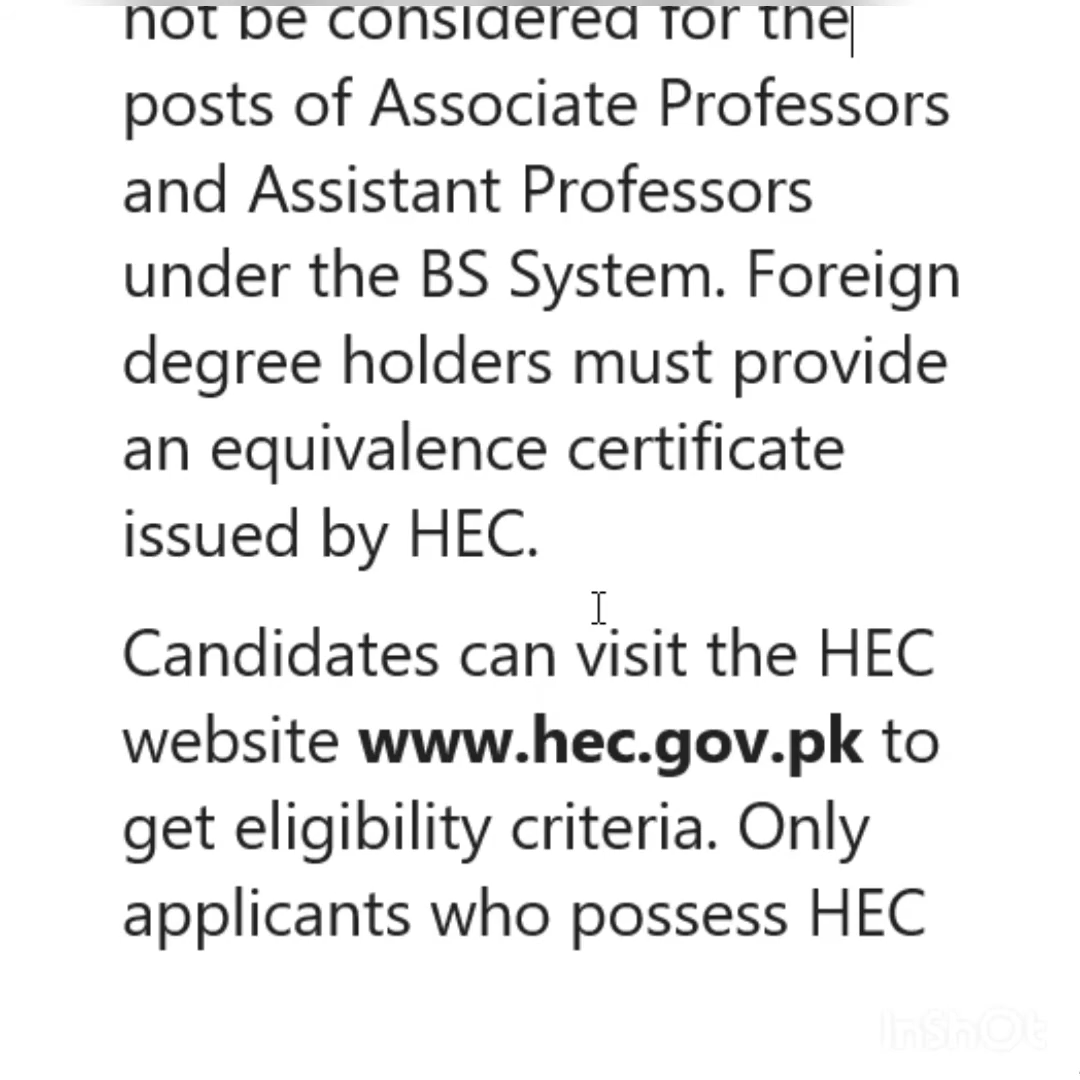 not be considered for the
posts of Associate Professors
and Assistant Professors
under the BS System. Foreign
degree holders must provide
an equivalence certificate
issued by HEC.
Candidates can visit the HEC
website www.hec.gov.pk to
get eligibility criteria. Only
applicants who possess HEC
InShOt